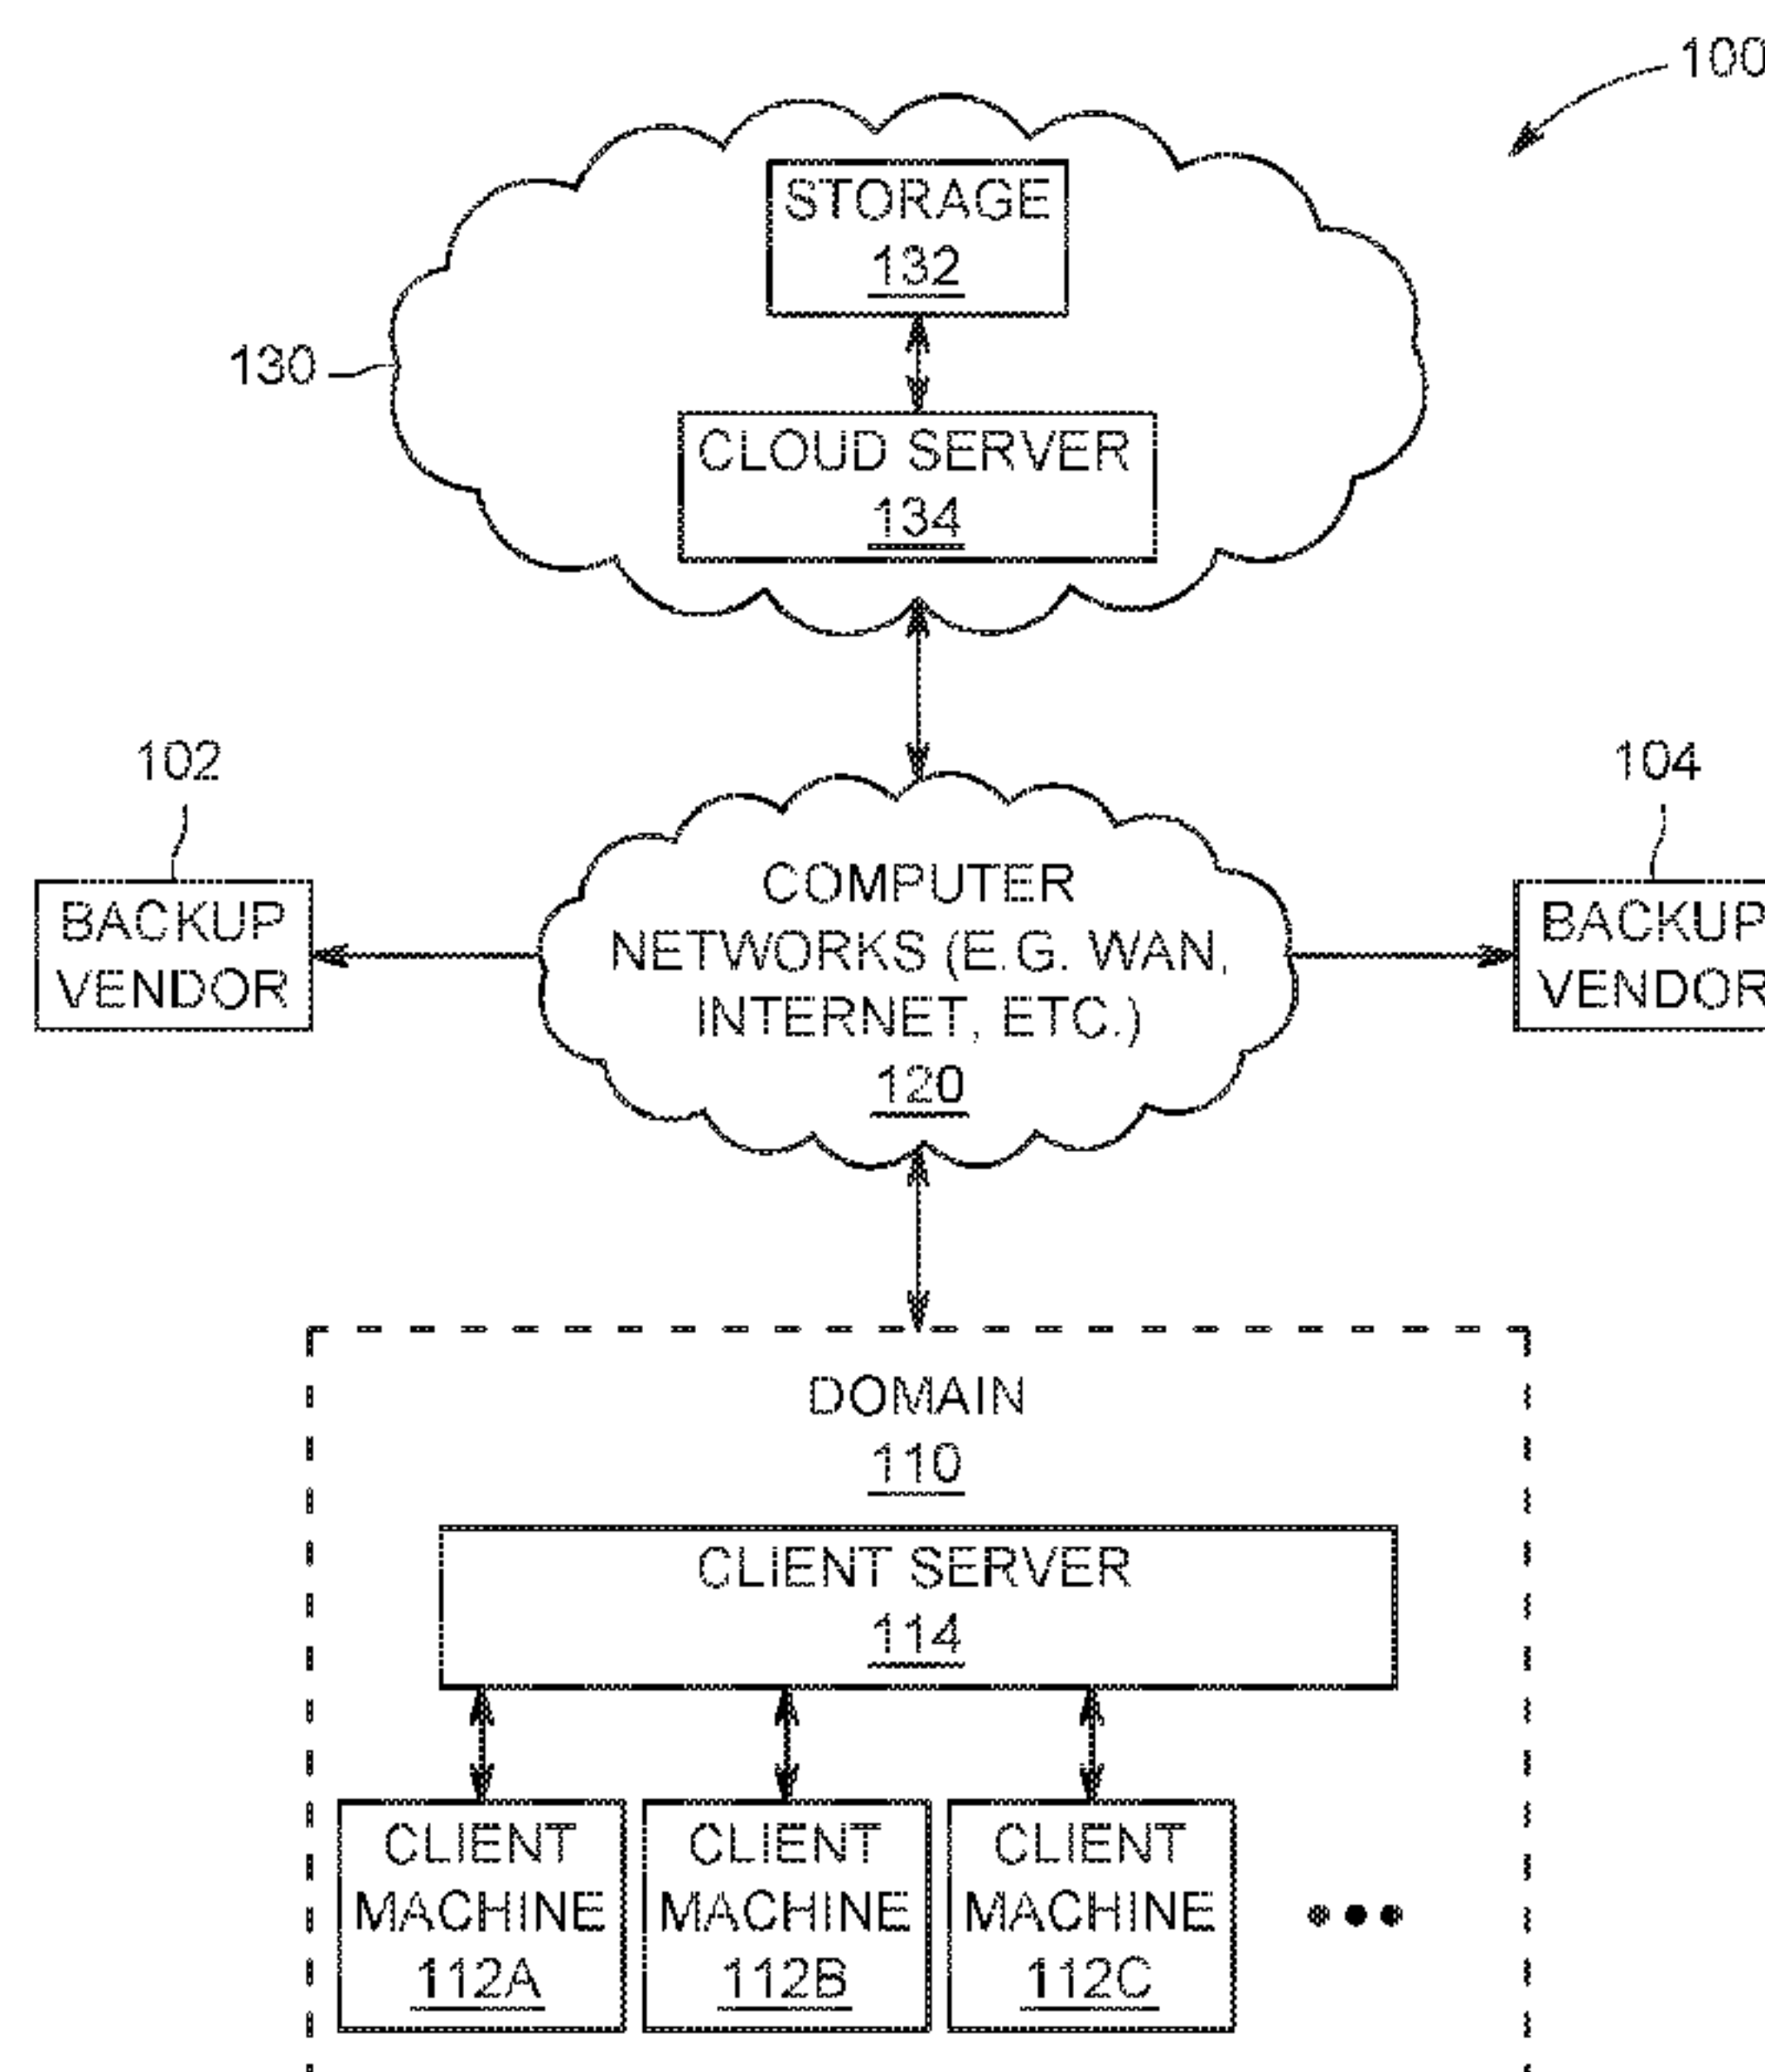 100
STORAGE
132
130
CLOUD SERVER
134
102
104
BACKUP
VENDOR
COMPUTER
NETWORKS (E.G. WAN,
INTERNET, ETC.)
120
BACKUP
VENDOR
DOMAIN
110
CLIENT SERVER
114
CLIENT
MACHINE
112A
CLIENT
MACHINE
112B
CLIENT
MACHINE
112C